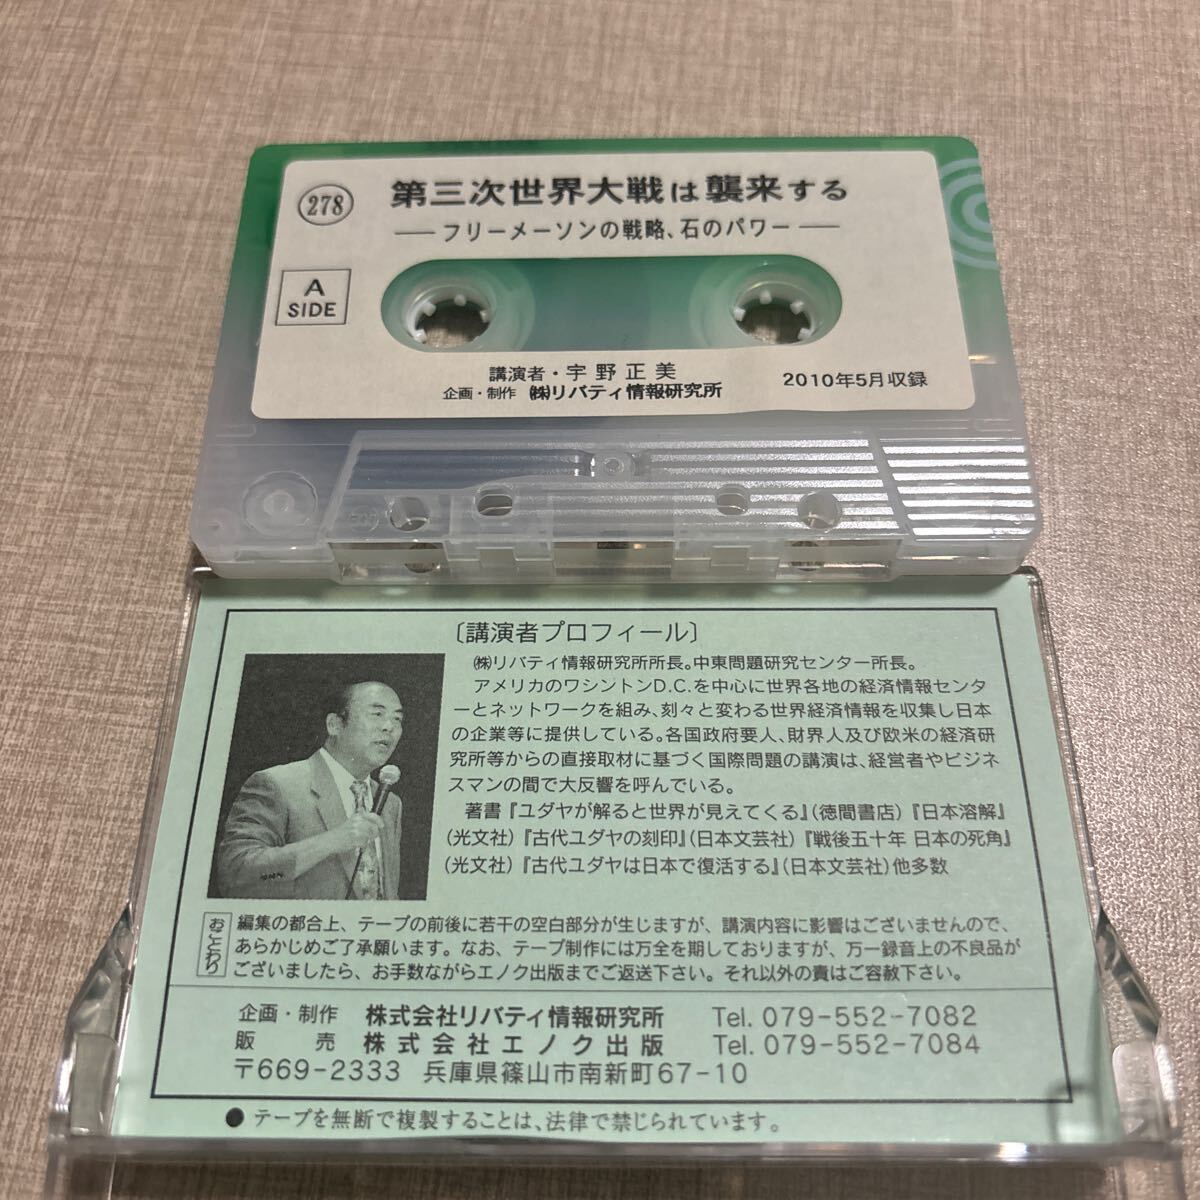 278
第三次世界大戦は襲来する
―フリーメーソンの戦略、石のパワー―
A
SIDE
講演者・宇野正美
企画・制作 ㈱リバティ情報研究所
2010年5月収録
〔講演者プロフィール〕
㈱リバティ情報研究所所長。中東問題研究センター所長。
アメリカのワシントンD.C.を中心に世界各地の経済情報センタ
ーとネットワークを組み、刻々と変わる世界経済情報を収集し日本
の企業等に提供している。各国政府要人、財界人及び欧米の経済研
究所等からの直接取材に基づく国際問題の講演は、経営者やビジネ
スマンの間で大反響を呼んでいる。
著書『ユダヤが解ると世界が見えてくる』(徳間書店)『日本溶解』
(光文社)『古代ユダヤの刻印』(日本文芸社)『戦後五十年 日本の死角』
(光文社)『古代ユダヤは日本で復活する』(日本文芸社)他多数
おことわり
編集の都合上、テープの前後に若干の空白部分が生じますが、講演内容に影響はございませんので、
あらかじめご了承願います。なお、テープ制作には万全を期しておりますが、万一録音上の不良品が
ございましたら、お手数ながらエノク出版までご返送下さい。それ以外の責はご容赦下さい。
企画・制作 株式会社リバティ情報研究所 Tel. 079-552-7082
販 売 株式会社エノク出版 Tel. 079-552-7084
〒669-2333 兵庫県篠山市南新町67-10
● テープを無断で複製することは、法律で禁じられています。